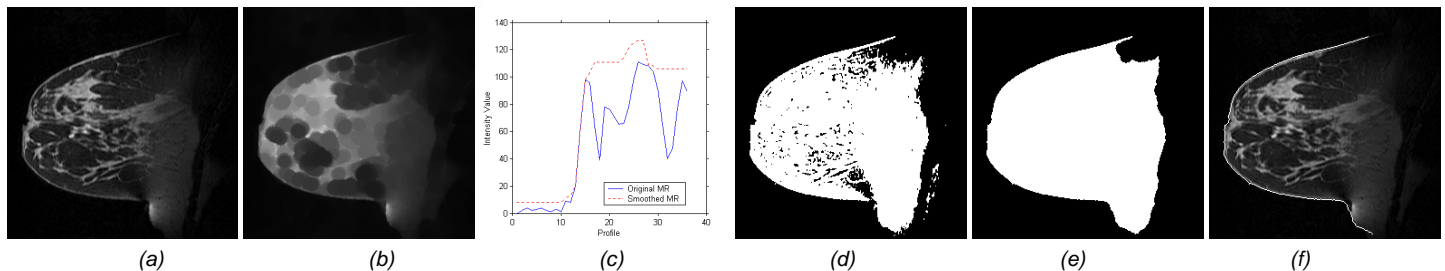 140
120
100
80
60
40
20
0
0 10 20 30 40
Intensity Value
Profile
Original MR
Smoothed MR
(a) (b) (c) (d) (e) (f)